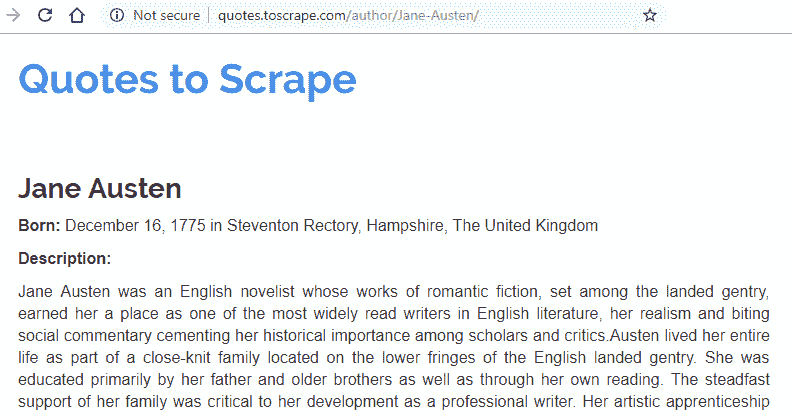 Not secure | quotes.toscrape.com/author/Jane-Austen/
Quotes to Scrape
Jane Austen
Born: December 16, 1775 in Steventon Rectory, Hampshire, The United Kingdom
Description:
Jane Austen was an English novelist whose works of romantic fiction, set among the landed gentry,
earned her a place as one of the most widely read writers in English literature, her realism and biting
social commentary cementing her historical importance among scholars and critics.Austen lived her entire
life as part of a close-knit family located on the lower fringes of the English landed gentry. She was
educated primarily by her father and older brothers as well as through her own reading. The steadfast
support of her family was critical to her development as a professional writer. Her artistic apprenticeship